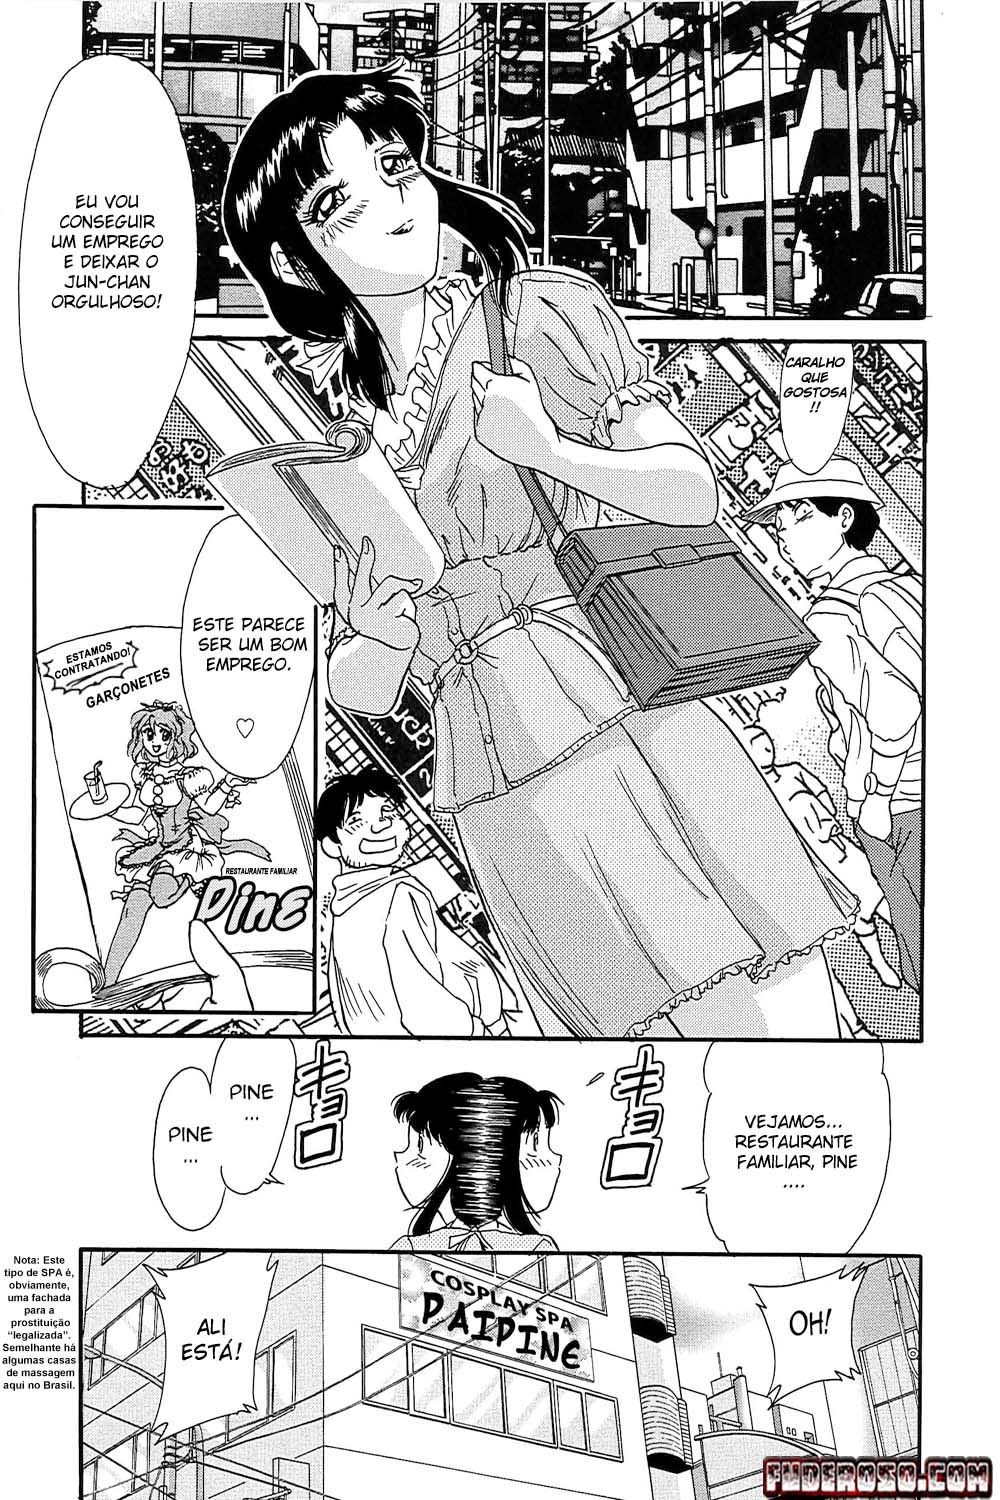 EU VOU
CONSEGUIR
UM EMPREGO
E DEIXAR O
JUN-CHAN
ORGULHOSO!
CARALHO
QUE
GOSTOSA
!!
ESTE PARECE
SER UM BOM
EMPREGO.
♡
ESTAMOS
CONTRATANDO!
GARÇONETES
RESTAURANTE FAMILIAR
Pine
VEJAMOS...
RESTAURANTE
FAMILIAR, PINE
....
キョロ
キョロ
PINE
...
PINE
...
Nota: Este
tipo de SPA é,
obviamente,
uma fachada
para a
prostituição
“legalizada”.
Semelhante há
algumas casas
de massagem
aqui no Brasil.
OH!
ALI
ESTÁ!
COSPLAY SPA
PAIPINE
FUDEROSO.COM